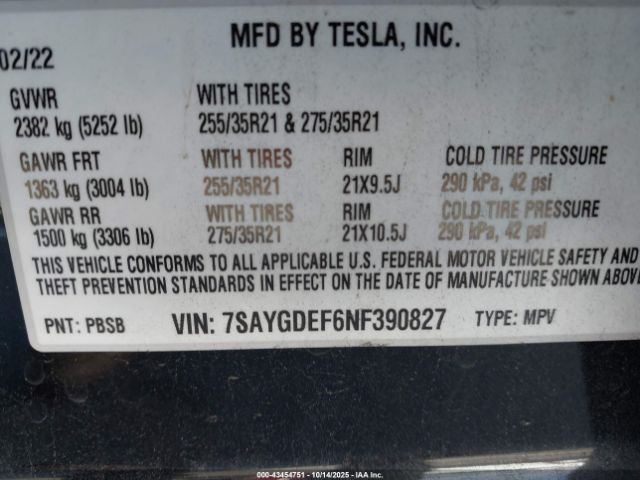 MFD BY TESLA, INC.
02/22
GVWR WITH TIRES
2382 kg (5252 lb) 255/35R21 & 275/35R21
GAWR FRT WITH TIRES RIM COLD TIRE PRESSURE
1363 kg (3004 lb) 255/35R21 21X9.5J 290 kPa, 42 psi
GAWR RR WITH TIRES RIM COLD TIRE PRESSURE
1500 kg (3306 lb) 275/35R21 21X10.5J 290 kPa, 42 psi
THIS VEHICLE CONFORMS TO ALL APPLICABLE U.S. FEDERAL MOTOR VEHICLE SAFETY AND
THEFT PREVENTION STANDARDS IN EFFECT ON THE DATE OF MANUFACTURE SHOWN ABOVE
PNT: PBSB VIN: 7SAYGDEF6NF390827 TYPE: MPV
© 43454751 | 10/14/2025 | IAA Inc.